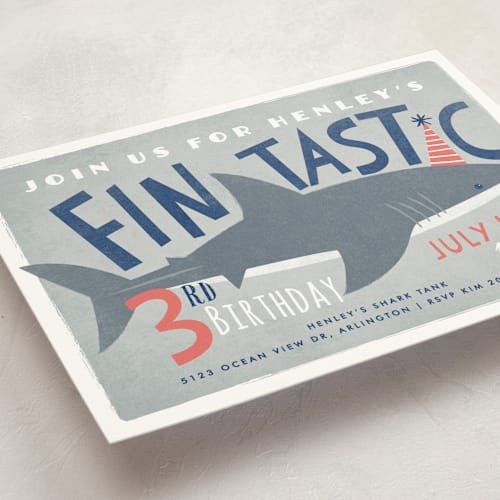 JOIN US FOR HENLEY'S
FIN TASTIC
3RD BIRTHDAY
JULY
HENLEY'S SHARK TANK
5123 OCEAN VIEW DR, ARLINGTON | RSVP KIM 20